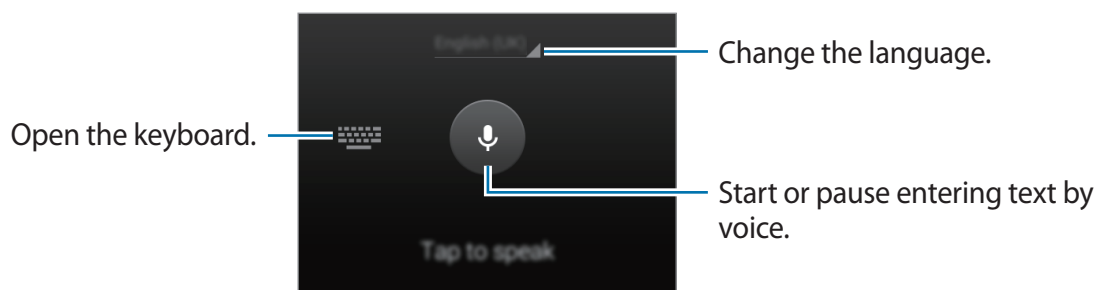 English (UK)
Change the language.
Open the keyboard.
Start or pause entering text by
voice.
Tap to speak